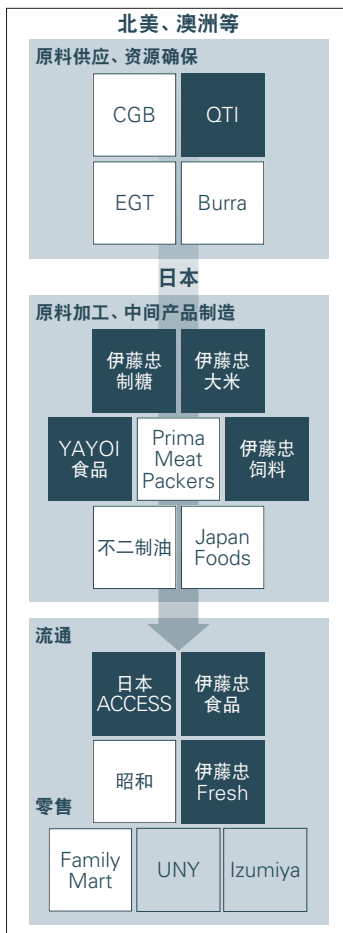 北美、澳洲等
原料供应、资源确保
CGB
QTI
EGT
Burra
日本
原料加工、中间产品制造
伊藤忠
制糖
伊藤忠
大米
YAYOI
食品
Prima
Meat
Packers
伊藤忠
饲料
不二制油
Japan
Foods
流通
日本
ACCESS
伊藤忠
食品
昭和
伊藤忠
Fresh
零售
Family
Mart
UNY
Izumiya